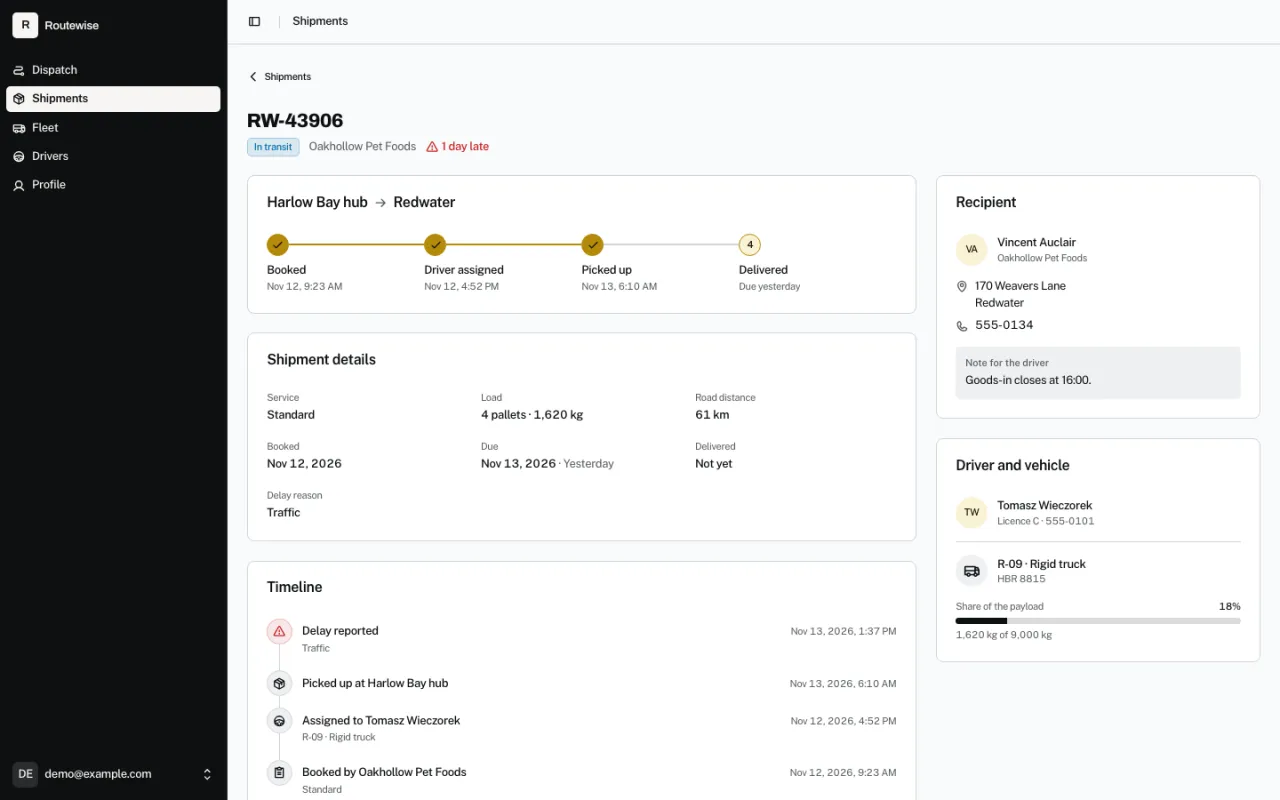 R
Routewise
Dispatch
Shipments
Fleet
Drivers
Profile
DE
demo@example.com
Shipments
Shipments
RW-43906
In transit
Oakhollow Pet Foods
1 day late
Harlow Bay hub → Redwater
4
Booked
Driver assigned
Picked up
Delivered
Nov 12, 9:23 AM
Nov 12, 4:52 PM
Nov 13, 6:10 AM
Due yesterday
Shipment details
Service
Load
Road distance
Standard
4 pallets · 1,620 kg
61 km
Booked
Due
Delivered
Nov 12, 2026
Nov 13, 2026 · Yesterday
Not yet
Delay reason
Traffic
Timeline
Delay reported
Nov 13, 2026, 1:37 PM
Traffic
Picked up at Harlow Bay hub
Nov 13, 2026, 6:10 AM
Assigned to Tomasz Wieczorek
Nov 12, 2026, 4:52 PM
R-09 · Rigid truck
Booked by Oakhollow Pet Foods
Nov 12, 2026, 9:23 AM
Standard
Recipient
VA
Vincent Auclair
Oakhollow Pet Foods
170 Weavers Lane
Redwater
555-0134
Note for the driver
Goods-in closes at 16:00.
Driver and vehicle
TW
Tomasz Wieczorek
Licence C · 555-0101
R-09 · Rigid truck
HBR 8815
Share of the payload
18%
1,620 kg of 9,000 kg